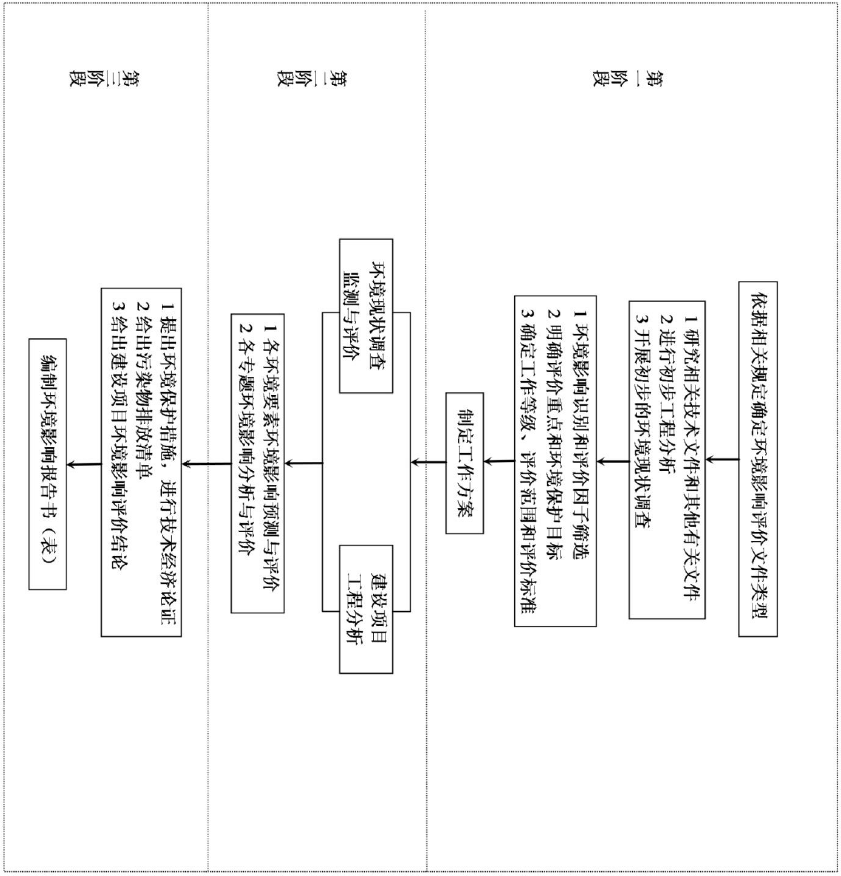 第一
阶
段
依据相关规定确定环境影响评价文件类型
1 研究相关技术文件和其他有关文件
2 进行初步工程分析
3 开展初步的环境现状调查
1 环境影响识别和评价因子筛选
2 明确评价重点和环境保护目标
3 确定工作等级、评价范围和评价标准
制定工作方案
第二
阶
段
环境现状调查
监测与评价
建设项目
工程分析
1 各环境要素环境影响预测与评价
2 各专题环境影响分析与评价
第三
阶
段
1 提出环境保护措施，进行技术经济论证
2 给出污染物排放清单
3 给出建设项目环境影响评价结论
编制环境影响报告书（表）